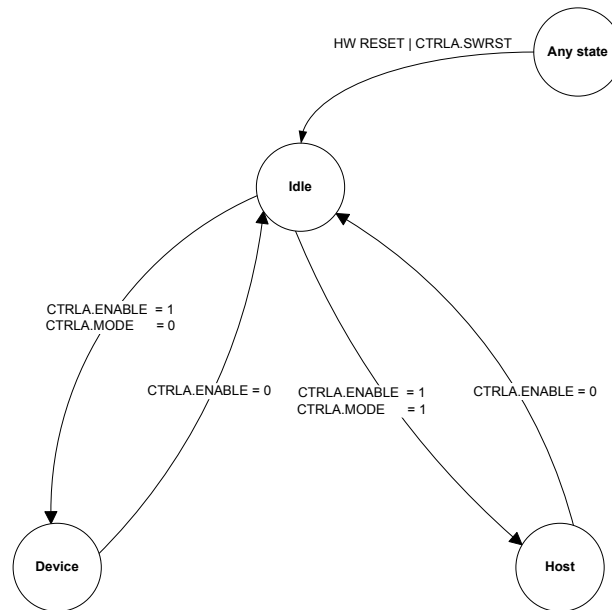 HW RESET | CTRLA.SWRST
Any state
Idle
CTRLA.ENABLE = 1
CTRLA.MODE = 0
CTRLA.ENABLE = 0
CTRLA.ENABLE = 1
CTRLA.MODE = 1
CTRLA.ENABLE = 0
Device
Host